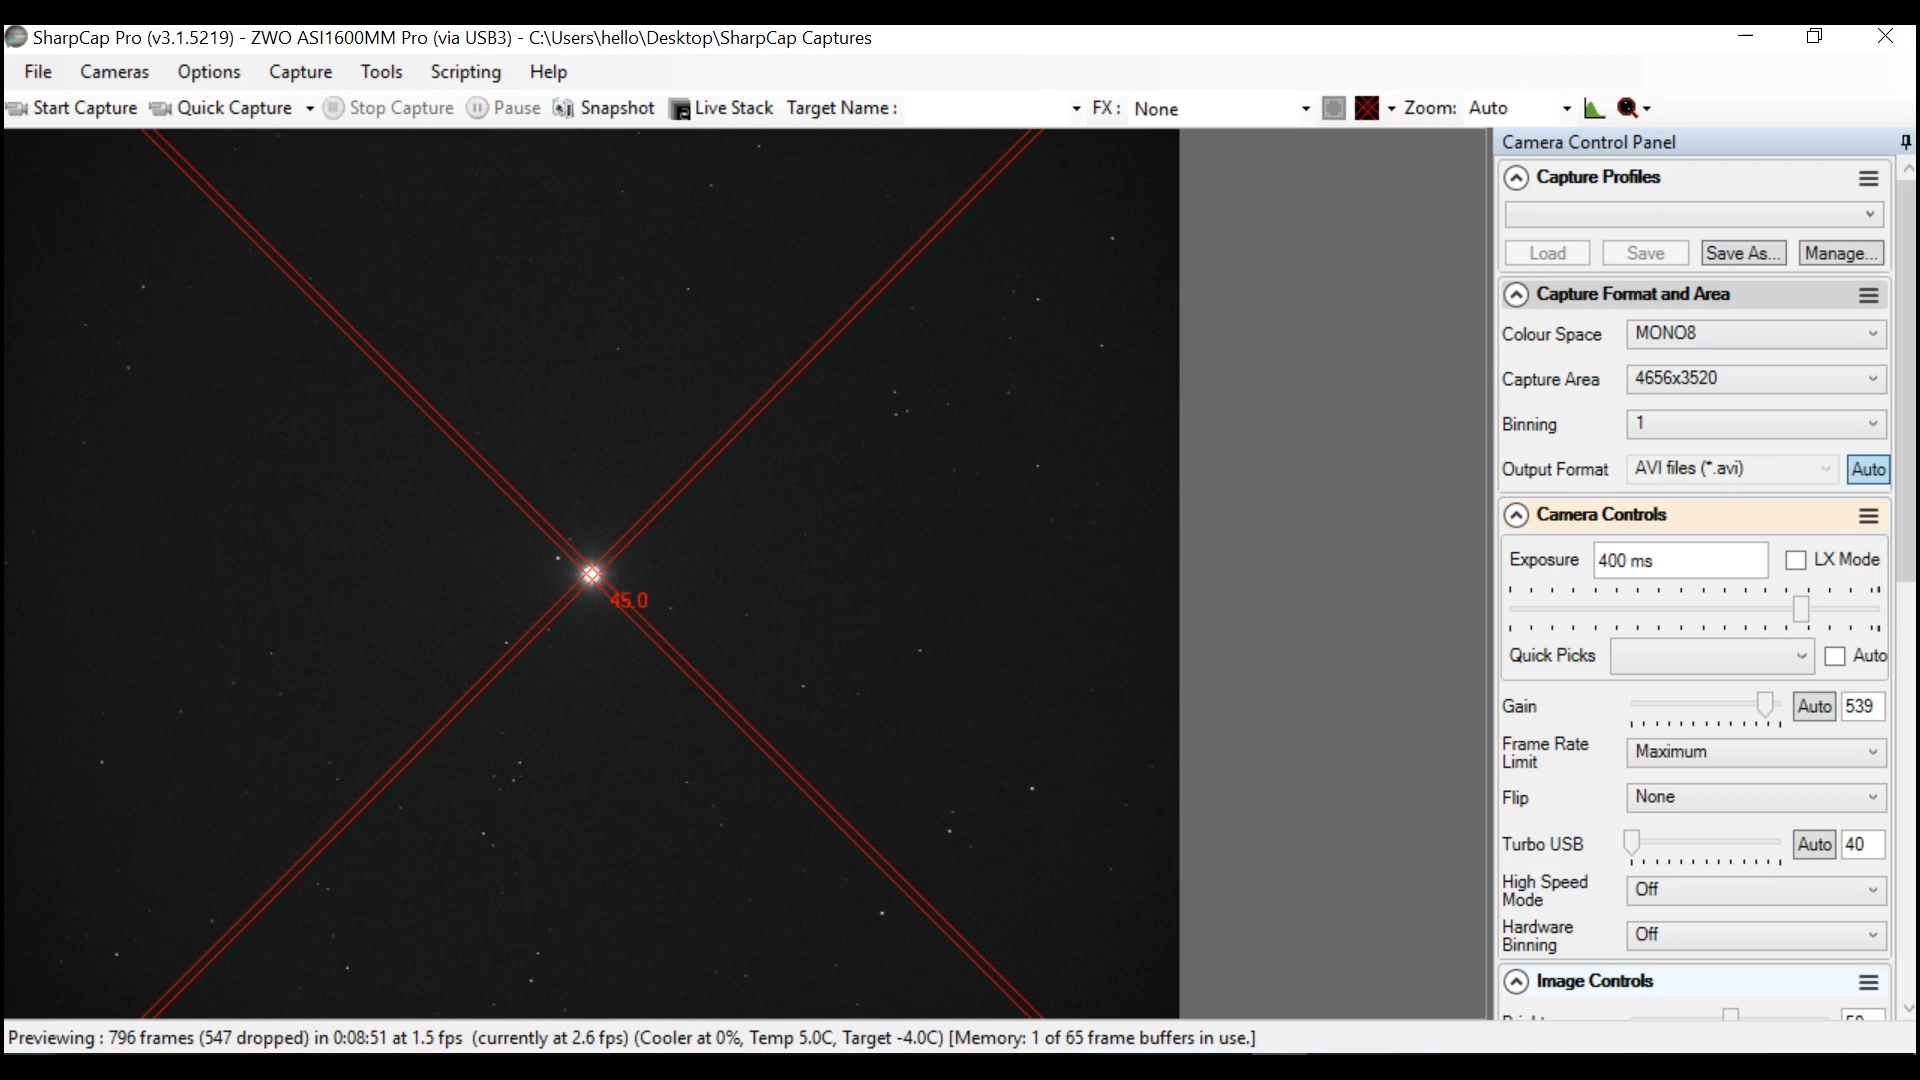 SharpCap Pro (v3.1.5219) - ZWO ASI1600MM Pro (via USB3) - C:\Users\hello\Desktop\SharpCap Captures
File Cameras Options Capture Tools Scripting Help
Start Capture Quick Capture Stop Capture Pause Snapshot Live Stack Target Name : FX : None Zoom: Auto
Camera Control Panel
Capture Profiles
Load Save Save As... Manage...
Capture Format and Area
Colour Space MONO8
Capture Area 4656x3520
Binning 1
Output Format AVI files (*.avi) Auto
Camera Controls
Exposure 400 ms LX Mode
Quick Picks Auto
Gain Auto 539
Frame Rate Limit Maximum
Flip None
Turbo USB Auto 40
High Speed Mode Off
Hardware Binning Off
Image Controls
45.0
Previewing : 796 frames (547 dropped) in 0:08:51 at 1.5 fps (currently at 2.6 fps) (Cooler at 0%, Temp 5.0C, Target -4.0C) [Memory: 1 of 65 frame buffers in use.]